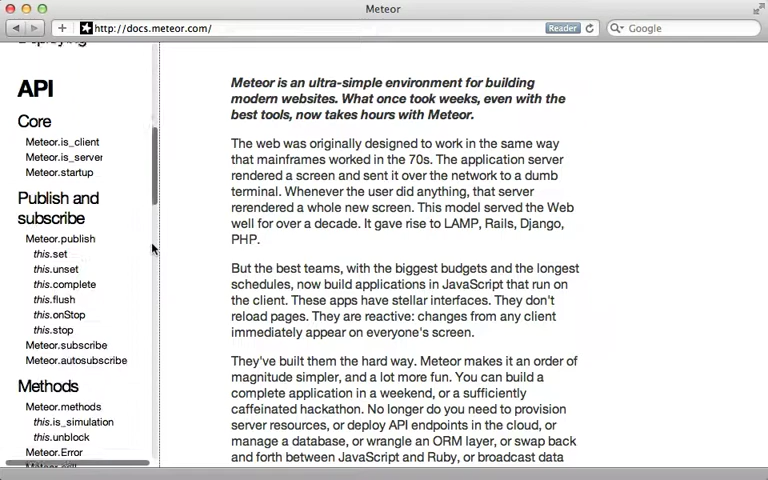 Meteor
http://docs.meteor.com/
Reader
Google
Deploying
API
Core
Meteor.is_client
Meteor.is_server
Meteor.startup
Publish and
subscribe
Meteor.publish
this.set
this.unset
this.complete
this.flush
this.onStop
this.stop
Meteor.subscribe
Meteor.autosubscribe
Methods
Meteor.methods
this.is_simulation
this.unblock
Meteor.Error
Meteor is an ultra-simple environment for building
modern websites. What once took weeks, even with the
best tools, now takes hours with Meteor.
The web was originally designed to work in the same way
that mainframes worked in the 70s. The application server
rendered a screen and sent it over the network to a dumb
terminal. Whenever the user did anything, that server
rerendered a whole new screen. This model served the Web
well for over a decade. It gave rise to LAMP, Rails, Django,
PHP.
But the best teams, with the biggest budgets and the longest
schedules, now build applications in JavaScript that run on
the client. These apps have stellar interfaces. They don't
reload pages. They are reactive: changes from any client
immediately appear on everyone's screen.
They've built them the hard way. Meteor makes it an order of
magnitude simpler, and a lot more fun. You can build a
complete application in a weekend, or a sufficiently
caffeinated hackathon. No longer do you need to provision
server resources, or deploy API endpoints in the cloud, or
manage a database, or wrangle an ORM layer, or swap back
and forth between JavaScript and Ruby, or broadcast data